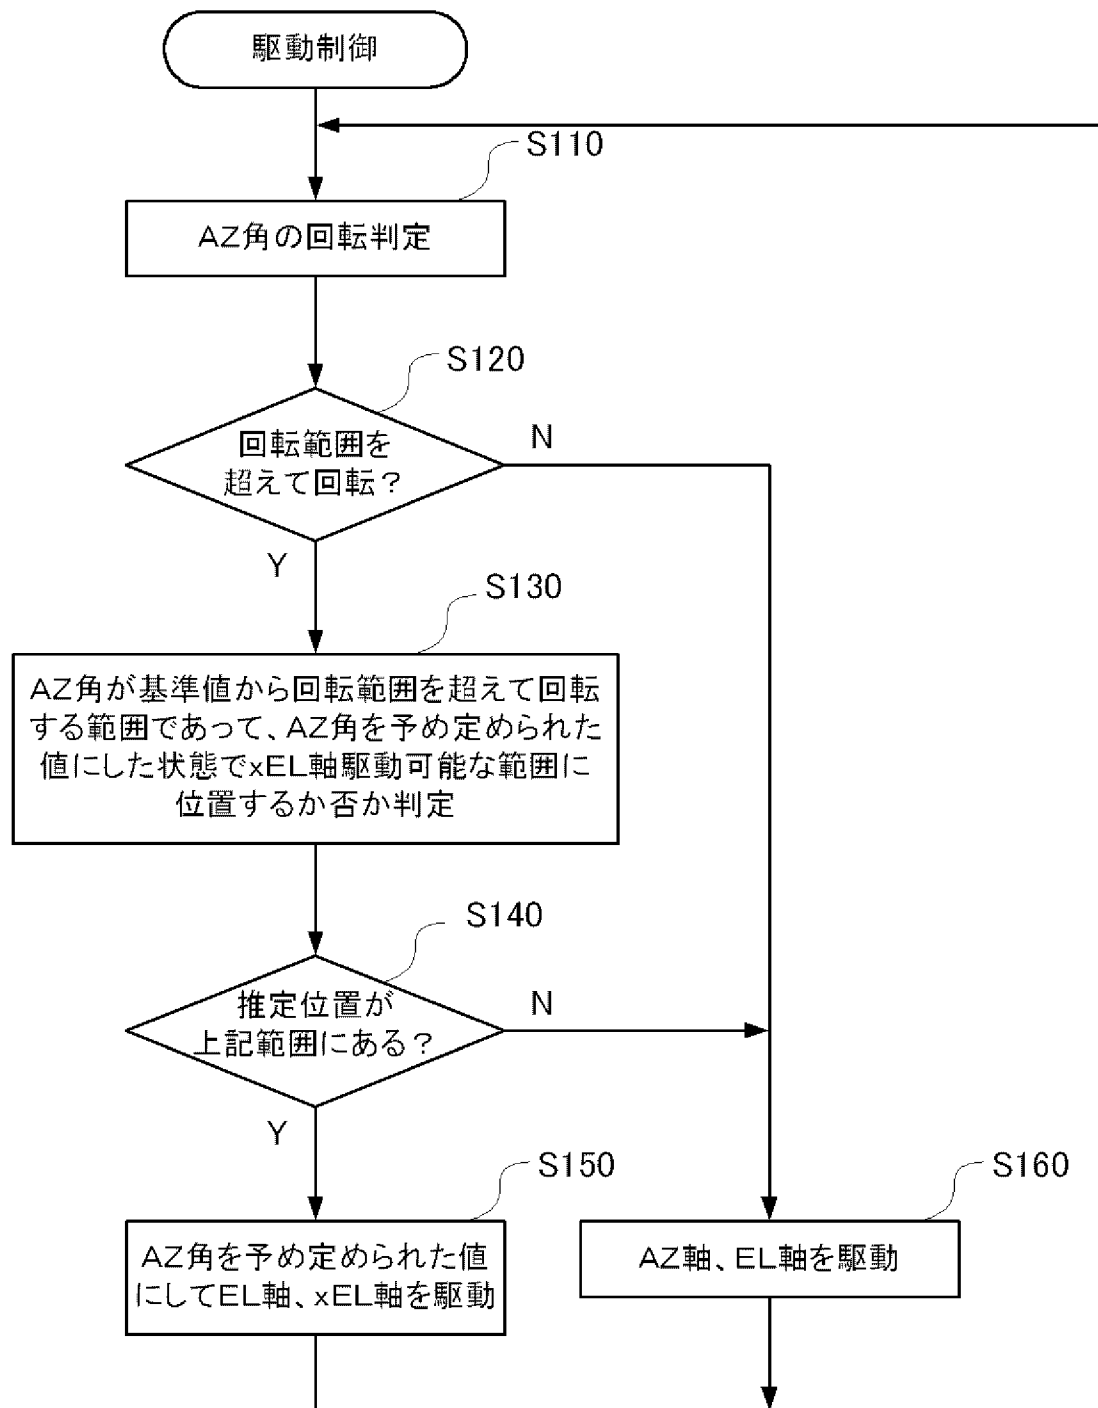 駆動制御
S110
AZ角の回転判定
S120
回転範囲を
超えて回転?
N
Y
S130
AZ角が基準値から回転範囲を超えて回転
する範囲であって、AZ角を予め定められた
値にした状態でxEL軸駆動可能な範囲に
位置するか否か判定
S140
推定位置が
上記範囲にある?
N
Y
S150
S160
AZ角を予め定められた値
にしてEL軸、xEL軸を駆動
AZ軸、EL軸を駆動